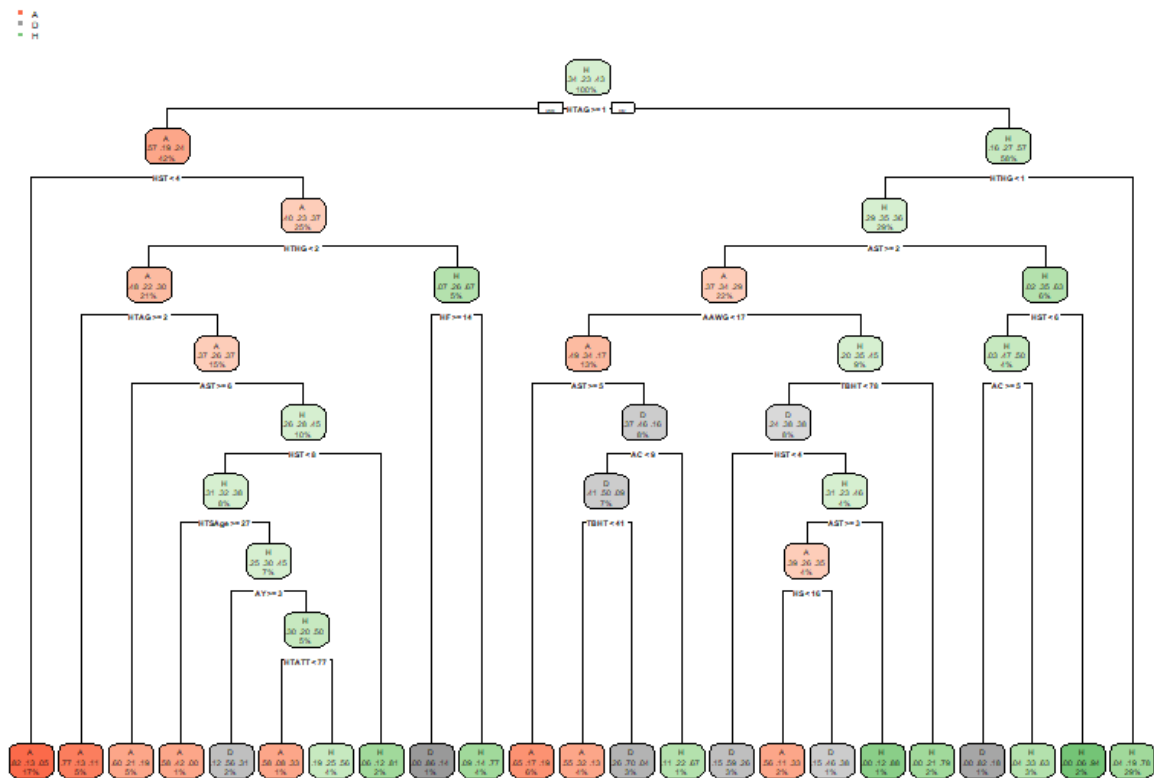 A
D
H
H
.34 .23 .43
100%
HTAG>=1
A
.57 .19 .24
42%
H
.16 .27 .57
58%
HST<4
HTHG<1
A
.40 .23 .37
25%
H
.29 .35 .36
29%
HTHG<2
AST>=2
A
.48 .22 .30
21%
H
.07 .26 .67
5%
A
.37 .34 .29
22%
H
.02 .35 .63
6%
HTAG>=2
HF>=14
AAWG<17
HST<6
A
.37 .26 .37
15%
A
.49 .34 .17
13%
H
.20 .35 .45
9%
H
.03 .47 .50
4%
AST>=6
AST>=5
TBHT<78
AC>=5
H
.26 .28 .45
10%
D
.37 .46 .16
8%
D
.24 .38 .38
8%
HST<8
AC<9
HST<4
H
.31 .32 .38
8%
D
.41 .50 .09
7%
H
.31 .23 .46
4%
HTSAge>=27
TBHT<41
AST>=3
H
.25 .30 .45
7%
A
.39 .26 .35
4%
AY>=3
HS<16
H
.30 .20 .50
5%
HTATT<77
A A A A D A H H D H A A D H D A D H H D H H H
.82 .13 .05 .77 .13 .11 .60 .21 .19 .58 .42 .00 .12 .56 .31 .58 .08 .33 .19 .25 .56 .06 .12 .81 .00 .86 .14 .09 .14 .77 .65 .17 .19 .55 .32 .13 .26 .70 .04 .11 .22 .67 .15 .59 .26 .56 .11 .33 .15 .46 .38 .00 .12 .88 .00 .21 .79 .00 .82 .18 .04 .33 .63 .00 .06 .94 .04 .19 .78
17% 5% 5% 1% 2% 1% 4% 2% 1% 4% 6% 4% 3% 1% 3% 2% 1% 1% 2% 1% 3% 2% 29%